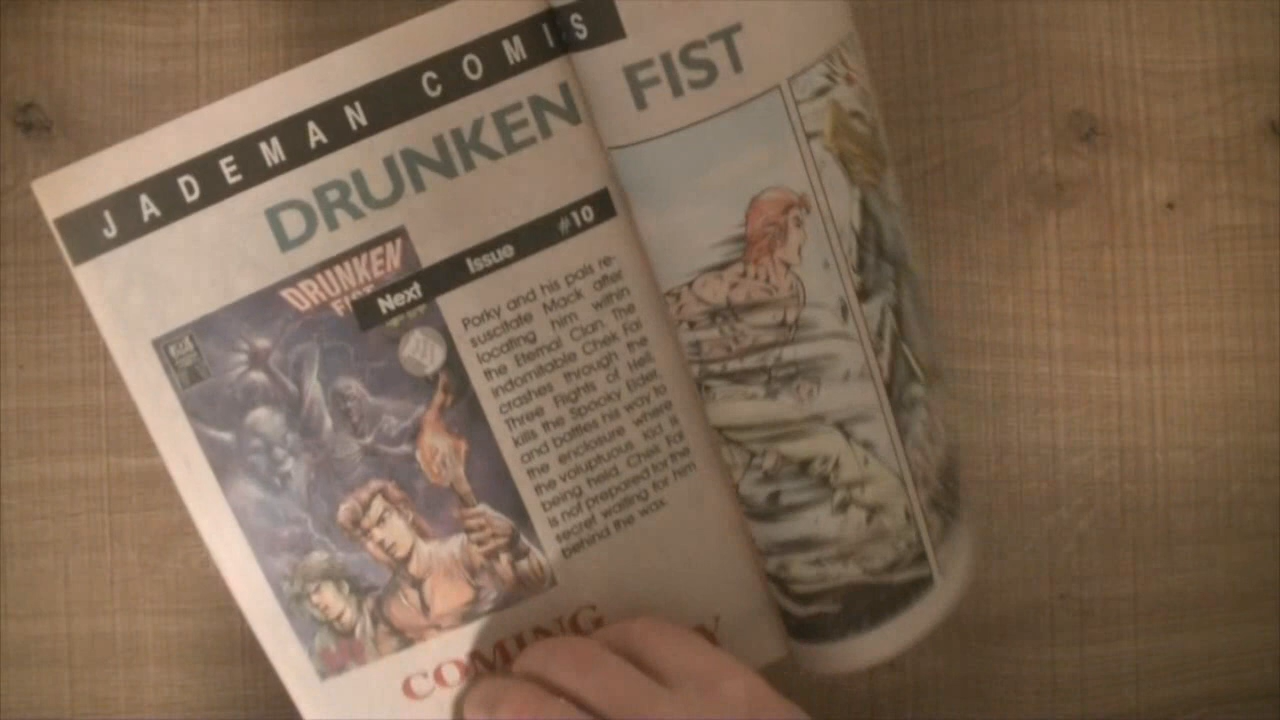 JADEMAN COMIS
DRUNKEN FIST
DRUNKEN
Next Issue #10
Porky and his pals re-
suscitate Mack after
locating him within
the Eternal Clan. The
indomitable Chek Fai
crashes through the
Three Flights of Hell,
kills the Spooky Elder,
and battles his way to
the enclosure where
the voluptuous Kid is
being held. Chek Fai
is not prepared for the
secret waiting for him
behind the wax.
COMING